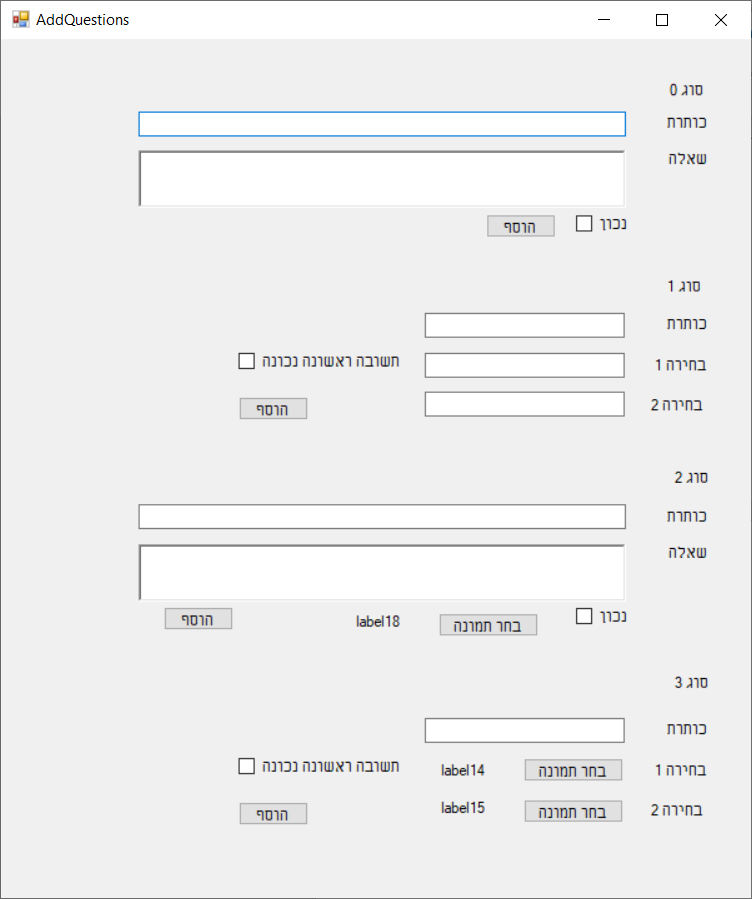 AddQuestions
סוג 0
כותרת
שאלה
נכון הוסף
סוג 1
כותרת
בחירה 1 תשובה ראשונה נכונה
בחירה 2 הוסף
סוג 2
כותרת
שאלה
נכון בחר תמונה label18 הוסף
סוג 3
כותרת
בחירה 1 בחר תמונה label14 תשובה ראשונה נכונה
בחירה 2 בחר תמונה label15 הוסף